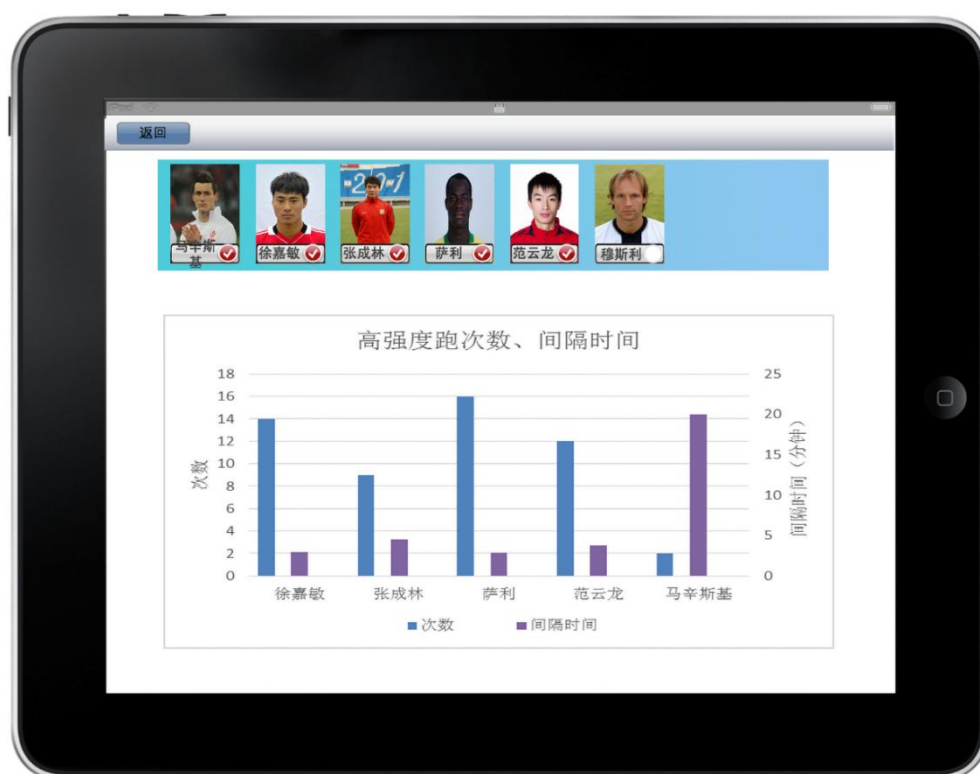 iPad
返回
马辛斯
基
徐嘉敏
张成林
萨利
范云龙
穆斯利
高强度跑次数、间隔时间
18
16
14
12
10
8
6
4
2
0
次数
25
20
15
10
5
0
间隔时间（分钟）
徐嘉敏 张成林 萨利 范云龙 马辛斯基
次数 间隔时间